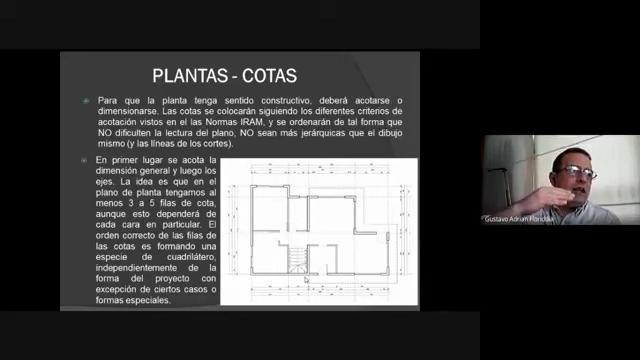 PLANTAS - COTAS
Para que la planta tenga sentido constructivo, deberá acotarse o
dimensionarse. Las cotas se colocarán siguiendo los diferentes criterios de
acotación vistos en el las Normas IRAM, y se ordenarán de tal forma que
NO dificulten la lectura del plano, NO sean más jerárquicas que el dibujo
mismo (y las líneas de los cortes).
En primer lugar se acota la
dimensión general y luego los
ejes. La idea es que en el
plano de planta tengamos al
menos 3 a 5 filas de cota,
aunque esto dependerá de
cada cara en particular. El
orden correcto de las filas de
las cotas es formando una
especie de cuadrilátero,
independientemente de la
forma del proyecto con
excepción de ciertos casos o
formas especiales.
Gustavo Adrian